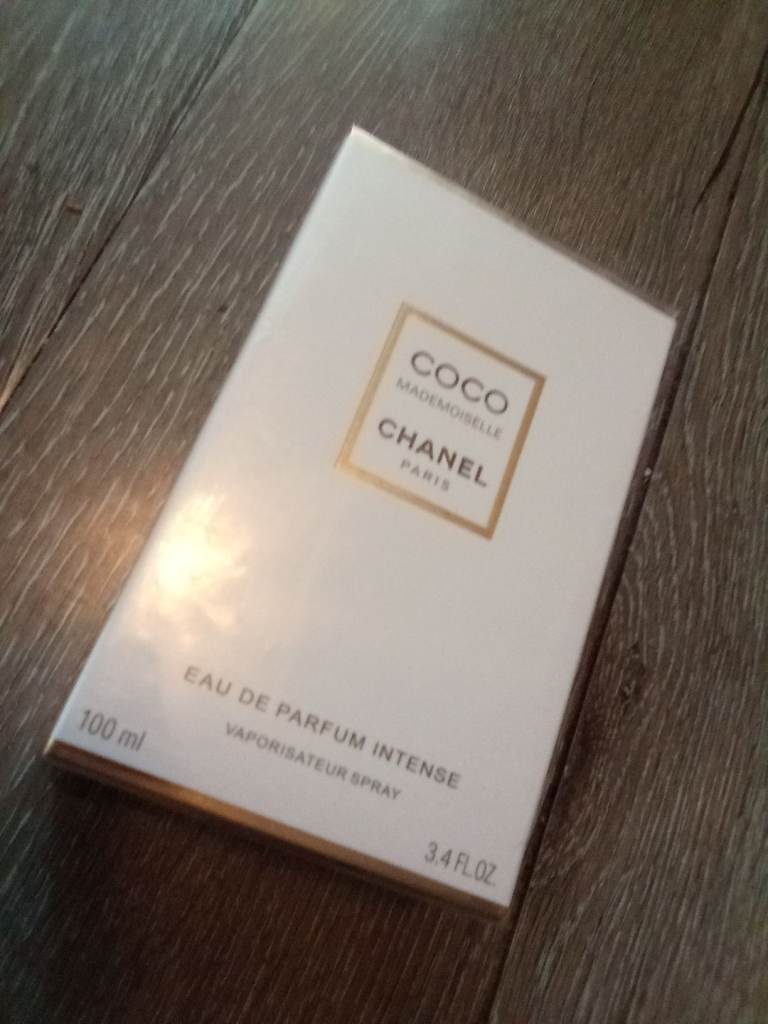 COCO
MADEMOISELLE
CHANEL
PARIS
EAU DE PARFUM INTENSE
VAPORISATEUR SPRAY
100 ml
3,4 FL.OZ.